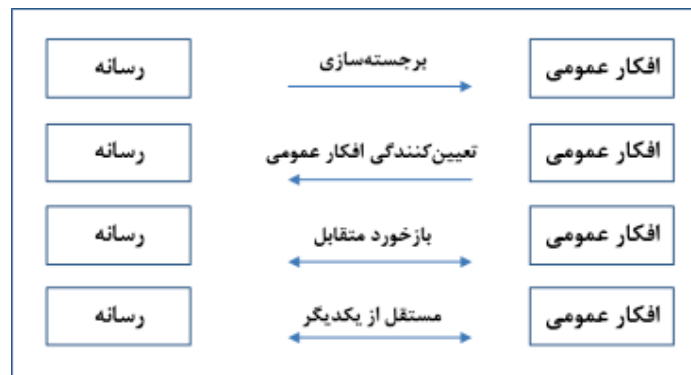 افکار عمومی برجسته‌سازی رسانه
افکار عمومی تعیین‌کنندگی افکار عمومی رسانه
افکار عمومی بازخورد متقابل رسانه
افکار عمومی مستقل از یکدیگر رسانه